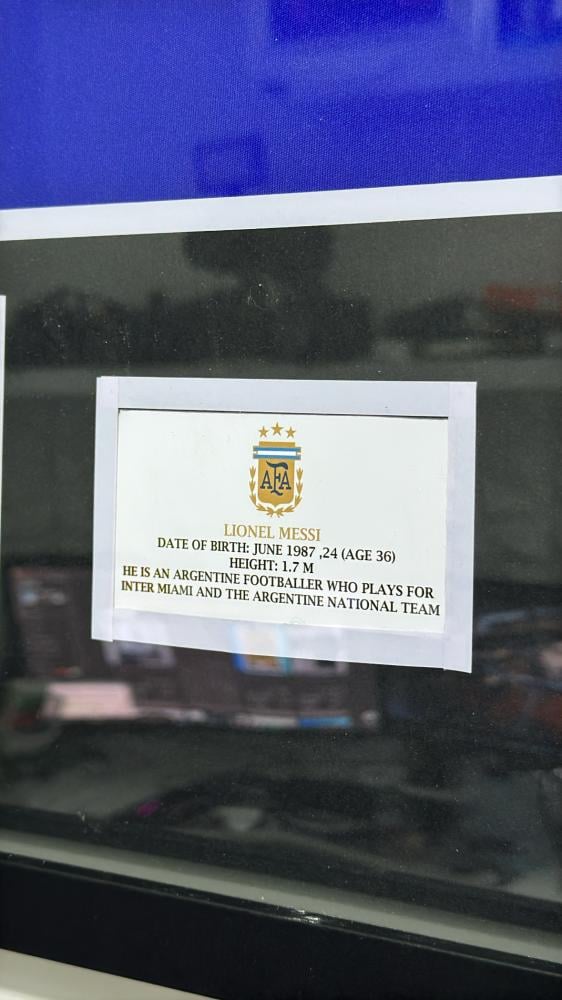 AFA
LIONEL MESSI
DATE OF BIRTH: JUNE 1987 ,24 (AGE 36)
HEIGHT: 1.7 M
HE IS AN ARGENTINE FOOTBALLER WHO PLAYS FOR
INTER MIAMI AND THE ARGENTINE NATIONAL TEAM